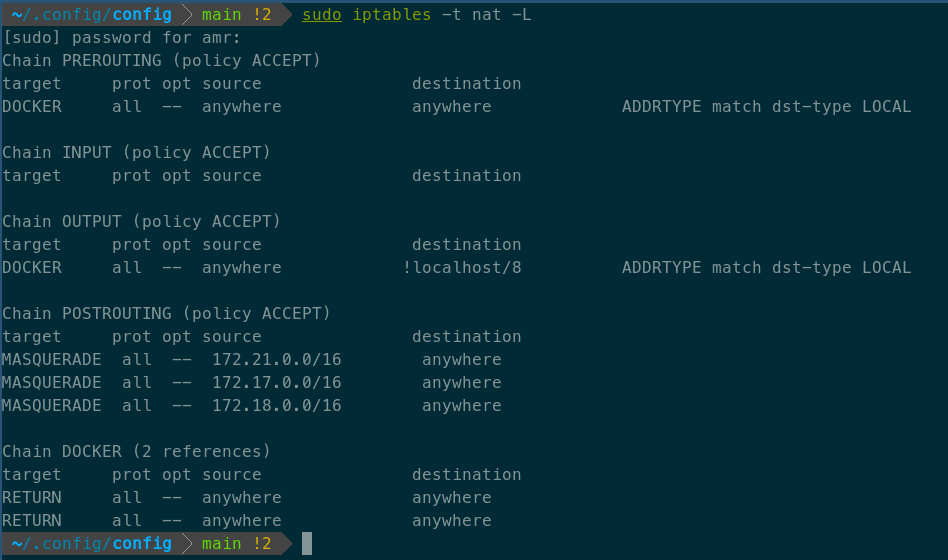 ~/.config/config main !2 sudo iptables -t nat -L
[sudo] password for amr:
Chain PREROUTING (policy ACCEPT)
target     prot opt source               destination
DOCKER     all  --  anywhere             anywhere             ADDRTYPE match dst-type LOCAL

Chain INPUT (policy ACCEPT)
target     prot opt source               destination

Chain OUTPUT (policy ACCEPT)
target     prot opt source               destination
DOCKER     all  --  anywhere            !localhost/8          ADDRTYPE match dst-type LOCAL

Chain POSTROUTING (policy ACCEPT)
target     prot opt source               destination
MASQUERADE  all  --  172.21.0.0/16        anywhere
MASQUERADE  all  --  172.17.0.0/16        anywhere
MASQUERADE  all  --  172.18.0.0/16        anywhere

Chain DOCKER (2 references)
target     prot opt source               destination
RETURN     all  --  anywhere             anywhere
RETURN     all  --  anywhere             anywhere
~/.config/config main !2